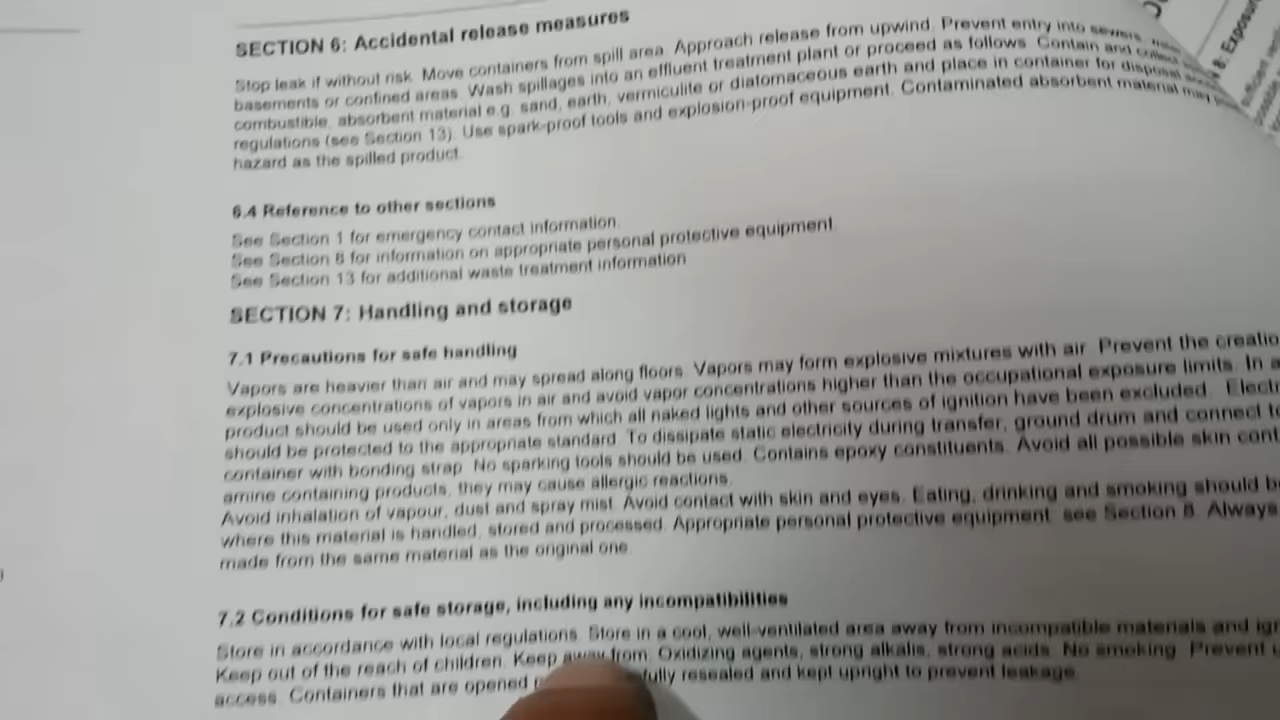 SECTION 6: Accidental release measures
Stop leak if without risk. Move containers from spill area. Approach release from upwind. Prevent entry into sewers,
basements or confined areas. Wash spillages into an effluent treatment plant or proceed as follows. Contain and collect
combustible, absorbent material e.g. sand, earth, vermiculite or diatomaceous earth and place in container for disposal
regulations (see Section 13). Use spark-proof tools and explosion-proof equipment. Contaminated absorbent material may
hazard as the spilled product.
6.4 Reference to other sections
See Section 1 for emergency contact information.
See Section 8 for information on appropriate personal protective equipment.
See Section 13 for additional waste treatment information
SECTION 7: Handling and storage
7.1 Precautions for safe handling
Vapors are heavier than air and may spread along floors. Vapors may form explosive mixtures with air. Prevent the creatio
explosive concentrations of vapors in air and avoid vapor concentrations higher than the occupational exposure limits. In a
product should be used only in areas from which all naked lights and other sources of ignition have been excluded. Electr
should be protected to the appropriate standard. To dissipate static electricity during transfer, ground drum and connect to
container with bonding strap. No sparking tools should be used. Contains epoxy constituents. Avoid all possible skin cont
amine containing products, they may cause allergic reactions.
Avoid inhalation of vapour, dust and spray mist. Avoid contact with skin and eyes. Eating, drinking and smoking should be
where this material is handled, stored and processed. Appropriate personal protective equipment: see Section 8. Always
made from the same material as the original one.
7.2 Conditions for safe storage, including any incompatibilities
Store in accordance with local regulations. Store in a cool, well-ventilated area away from incompatible materials and ign
Keep out of the reach of children. Keep away from: Oxidizing agents, strong alkalis, strong acids. No smoking. Prevent
access. Containers that are opened fully resealed and kept upright to prevent leakage.
8: Exposur